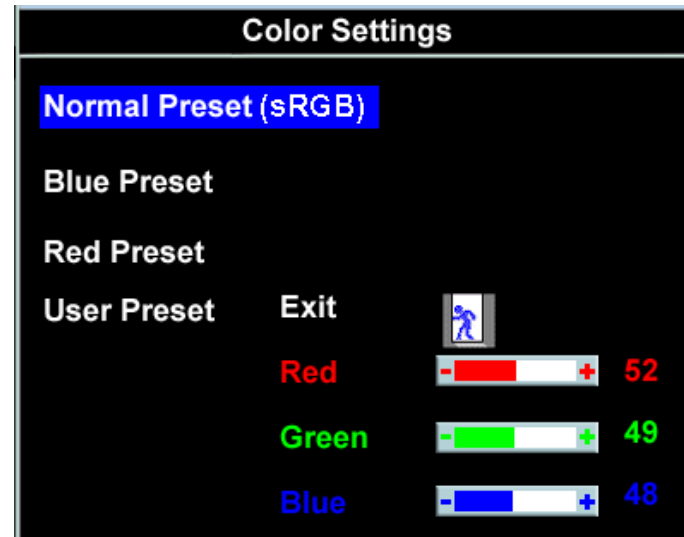 Color Settings
Normal Preset (sRGB)
Blue Preset
Red Preset
User Preset Exit
Red - + 52
Green - + 49
Blue - + 48